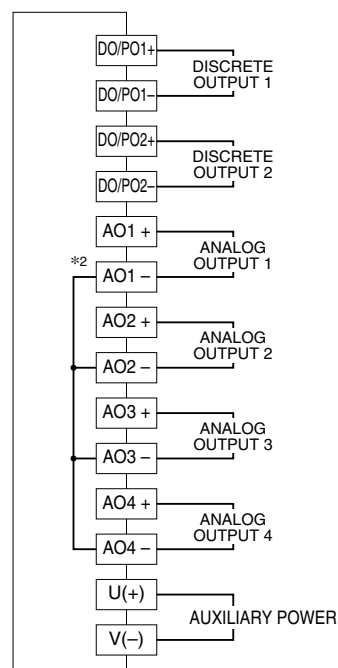 DO/PO1+
DISCRETE
OUTPUT 1
DO/PO1–
DO/PO2+
DISCRETE
OUTPUT 2
DO/PO2–
AO1 +
ANALOG
OUTPUT 1
*2
AO1 –
AO2 +
ANALOG
OUTPUT 2
AO2 –
AO3 +
ANALOG
OUTPUT 3
AO3 –
AO4 +
ANALOG
OUTPUT 4
AO4 –
U(+)
AUXILIARY POWER
V(–)